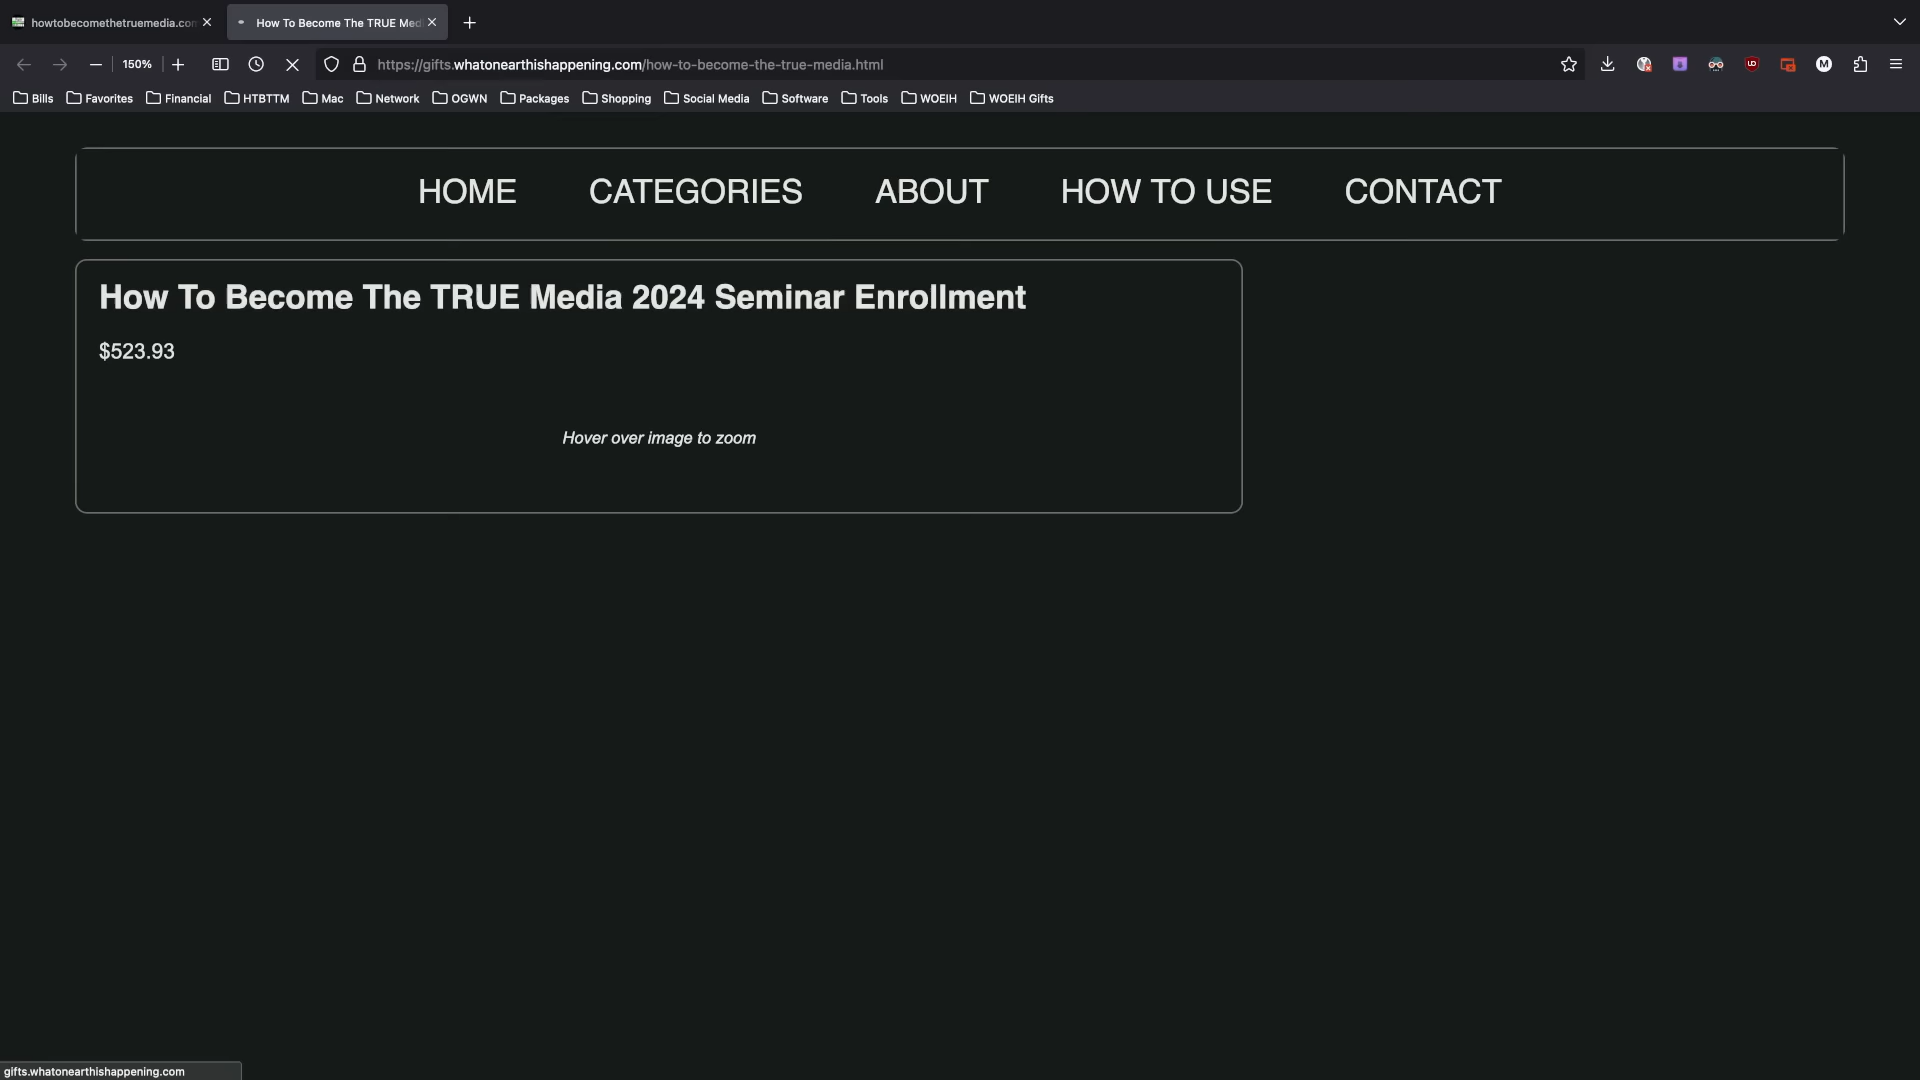 howtobecomethetruemedia.con
How To Become The TRUE Med
150%
https://gifts.whatonearthishappening.com/how-to-become-the-true-media.html
Bills
Favorites
Financial
HTBTTM
Mac
Network
OGWN
Packages
Shopping
Social Media
Software
Tools
WOEIH
WOEIH Gifts
HOME
CATEGORIES
ABOUT
HOW TO USE
CONTACT
How To Become The TRUE Media 2024 Seminar Enrollment
$523.93
Hover over image to zoom
gifts.whatonearthishappening.com